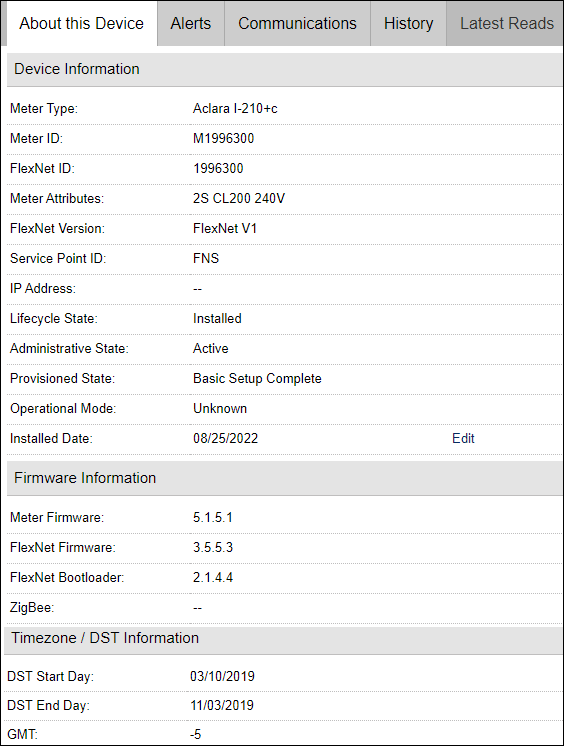 About this Device Alerts Communications History Latest Reads
Device Information
Meter Type: Aclara I-210+c
Meter ID: M1996300
FlexNet ID: 1996300
Meter Attributes: 2S CL200 240V
FlexNet Version: FlexNet V1
Service Point ID: FNS
IP Address: --
Lifecycle State: Installed
Administrative State: Active
Provisioned State: Basic Setup Complete
Operational Mode: Unknown
Installed Date: 08/25/2022 Edit
Firmware Information
Meter Firmware: 5.1.5.1
FlexNet Firmware: 3.5.5.3
FlexNet Bootloader: 2.1.4.4
ZigBee: --
Timezone / DST Information
DST Start Day: 03/10/2019
DST End Day: 11/03/2019
GMT: -5